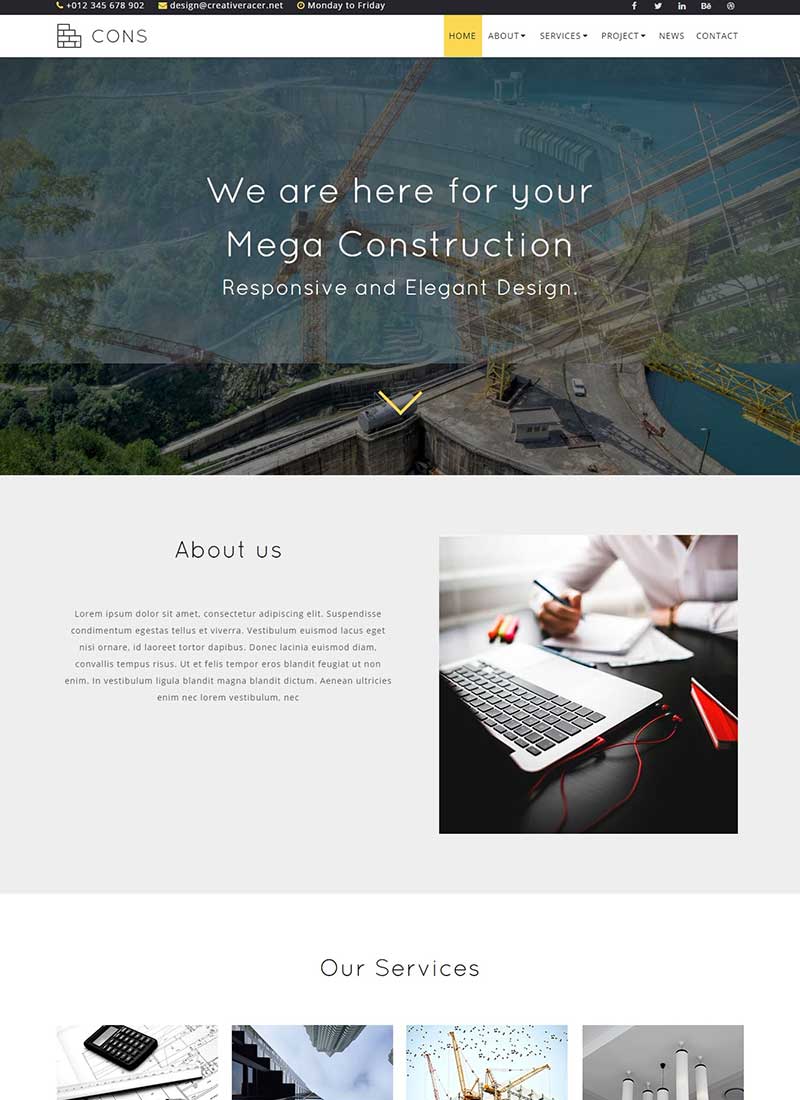 +012 345 678 902 design@creativeracer.net Monday to Friday
CONS
HOME ABOUT SERVICES PROJECT NEWS CONTACT
We are here for your
Mega Construction
Responsive and Elegant Design.
About us
Lorem ipsum dolor sit amet, consectetur adipiscing elit. Suspendisse
condimentum egestas tellus et viverra. Vestibulum euismod lacus eget
nisi ornare, id laoreet tortor dapibus. Donec lacinia euismod diam,
convallis tempus risus. Ut et felis tempor eros blandit feugiat ut non
enim. In vestibulum ligula blandit magna blandit dictum. Aenean ultricies
enim nec lorem vestibulum, nec
Our Services